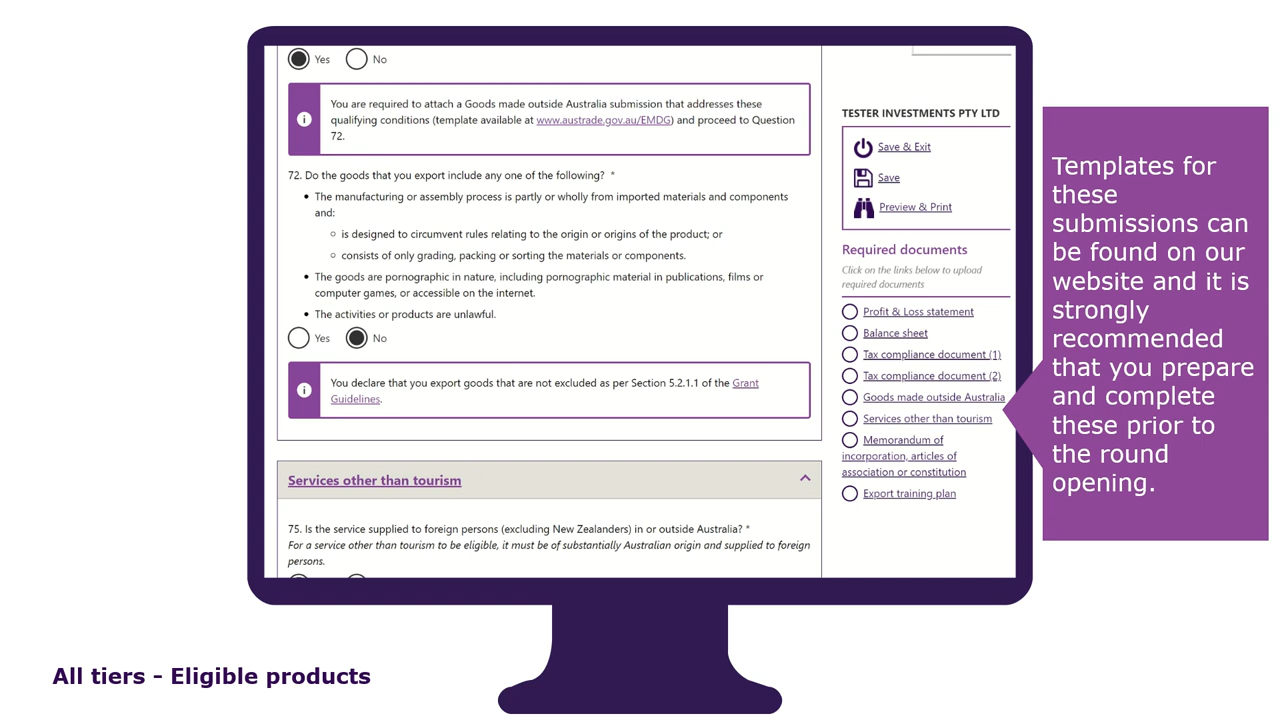 Yes No
You are required to attach a Goods made outside Australia submission that addresses these
qualifying conditions (template available at www.austrade.gov.au/EMDG) and proceed to Question
72.
72. Do the goods that you export include any one of the following? *
• The manufacturing or assembly process is partly or wholly from imported materials and components
and:
○ is designed to circumvent rules relating to the origin or origins of the product; or
○ consists of only grading, packing or sorting the materials or components.
• The goods are pornographic in nature, including pornographic material in publications, films or
computer games, or accessible on the internet.
• The activities or products are unlawful.
Yes No
You declare that you export goods that are not excluded as per Section 5.2.1.1 of the Grant
Guidelines.
Services other than tourism
75. Is the service supplied to foreign persons (excluding New Zealanders) in or outside Australia? *
For a service other than tourism to be eligible, it must be of substantially Australian origin and supplied to foreign
persons.
TESTER INVESTMENTS PTY LTD
Save & Exit
Save
Preview & Print
Required documents
Click on the links below to upload
required documents
Profit & Loss statement
Balance sheet
Tax compliance document (1)
Tax compliance document (2)
Goods made outside Australia
Services other than tourism
Memorandum of
incorporation, articles of
association or constitution
Export training plan
Templates for
these
submissions can
be found on our
website and it is
strongly
recommended
that you prepare
and complete
these prior to
the round
opening.
All tiers - Eligible products